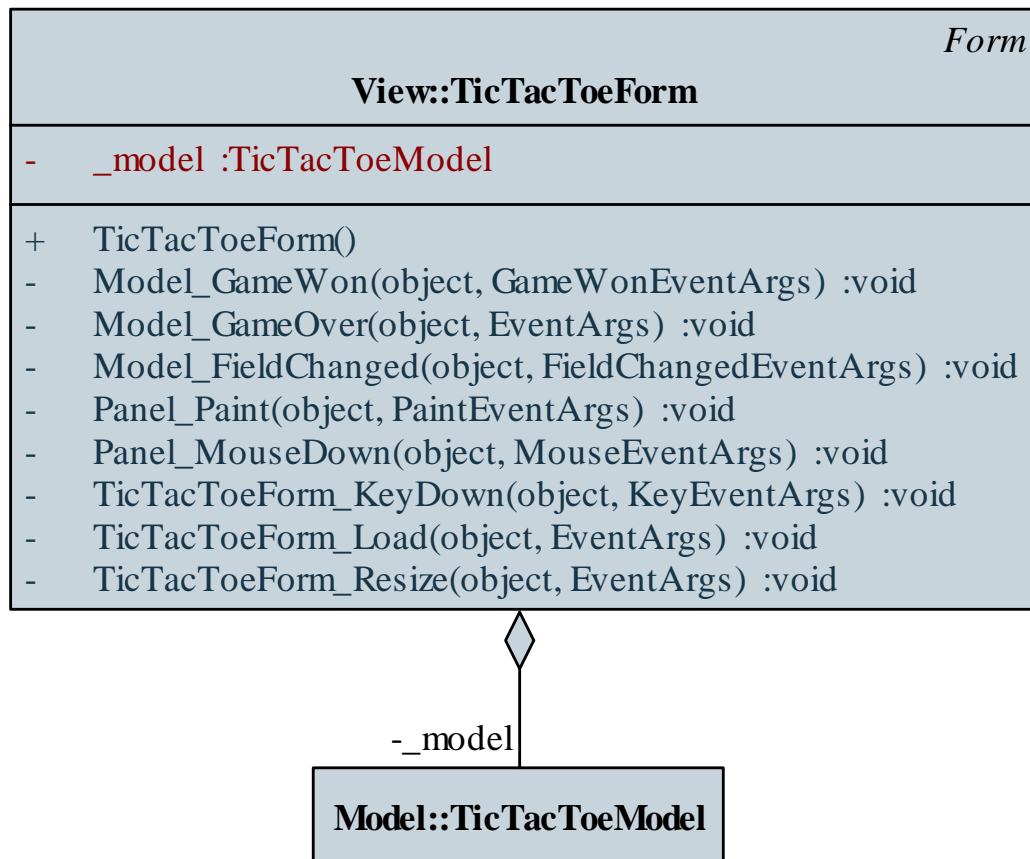 Form
View::TicTacToeForm
- _model :TicTacToeModel
+ TicTacToeForm()
- Model_GameWon(object, GameWonEventArgs) :void
- Model_GameOver(object, EventArgs) :void
- Model_FieldChanged(object, FieldChangedEventArgs) :void
- Panel_Paint(object, PaintEventArgs) :void
- Panel_MouseDown(object, MouseEventArgs) :void
- TicTacToeForm_KeyDown(object, KeyEventArgs) :void
- TicTacToeForm_Load(object, EventArgs) :void
- TicTacToeForm_Resize(object, EventArgs) :void
-_model
Model::TicTacToeModel